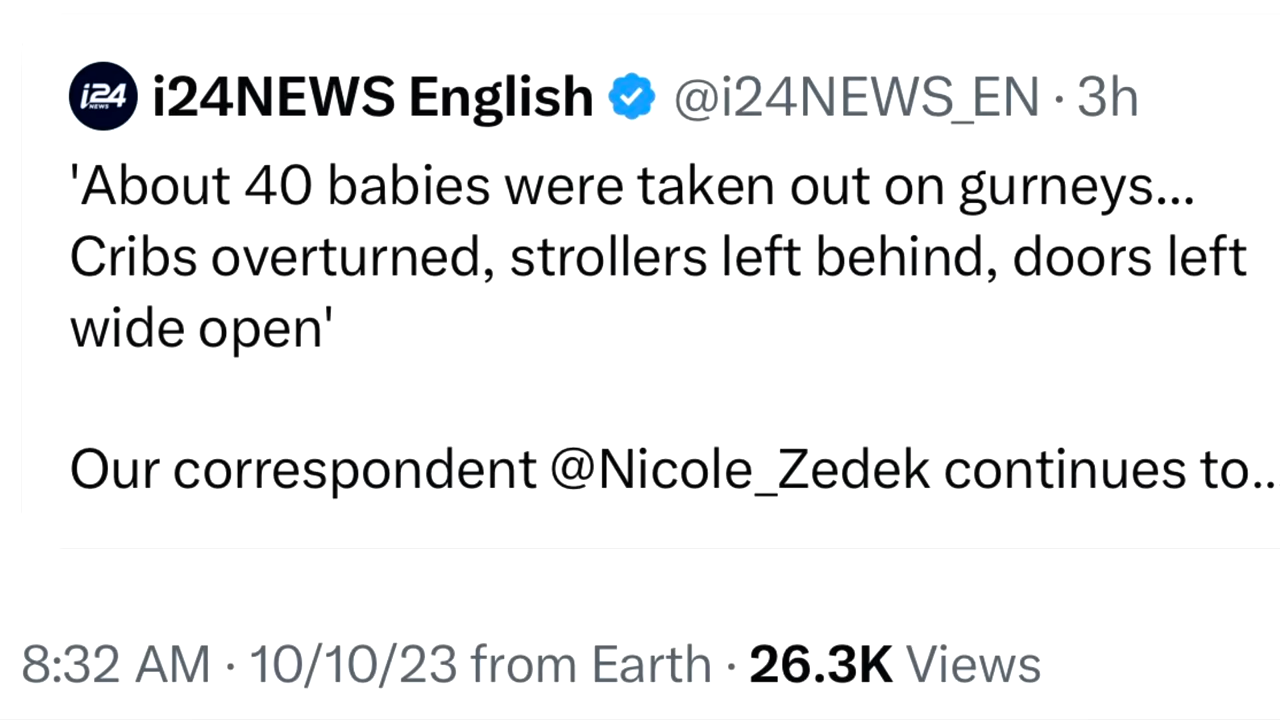 i24 NEWS i24NEWS English @i24NEWS_EN · 3h
'About 40 babies were taken out on gurneys...
Cribs overturned, strollers left behind, doors left
wide open'
Our correspondent @Nicole_Zedek continues to..
8:32 AM · 10/10/23 from Earth · 26.3K Views